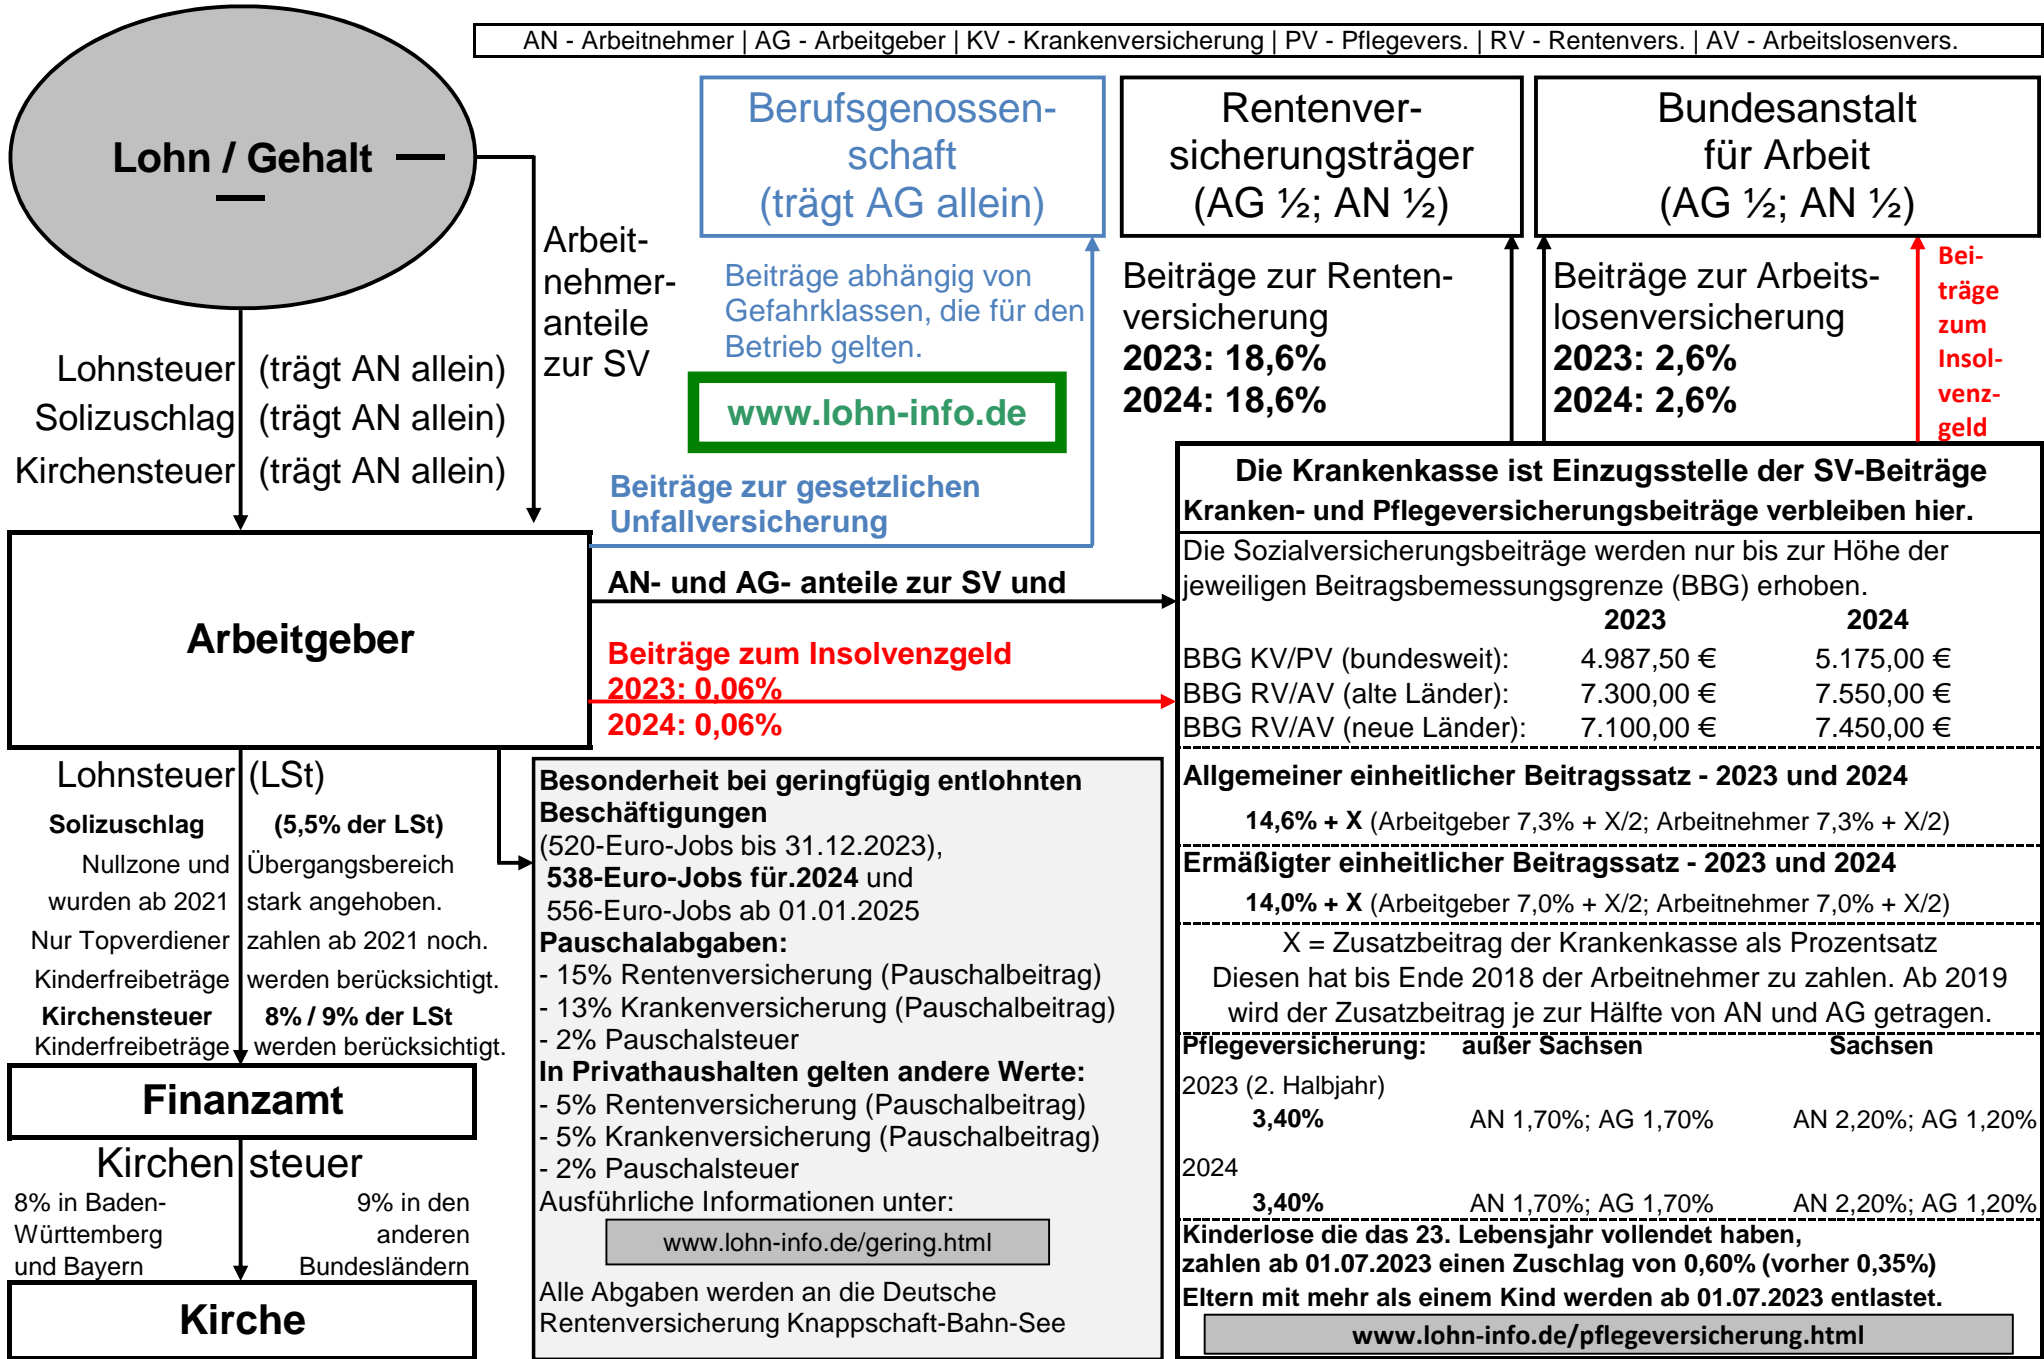 AN - Arbeitnehmer | AG - Arbeitgeber | KV - Krankenversicherung | PV - Pflegevers. | RV - Rentenvers. | AV - Arbeitslosenvers.
Lohn / Gehalt
Arbeit-
nehmer-
anteile
zur SV
Lohnsteuer (trägt AN allein)
Solizuschlag (trägt AN allein)
Kirchensteuer (trägt AN allein)
Berufsgenossen-
schaft
(trägt AG allein)
Beiträge abhängig von
Gefahrklassen, die für den
Betrieb gelten.
www.lohn-info.de
Beiträge zur gesetzlichen
Unfallversicherung
Rentenver-
sicherungsträger
(AG ½; AN ½)
Beiträge zur Renten-
versicherung
2023: 18,6%
2024: 18,6%
Bundesanstalt
für Arbeit
(AG ½; AN ½)
Beiträge zur Arbeits-
losenversicherung
2023: 2,6%
2024: 2,6%
Bei-
träge
zum
Insol-
venz-
geld
Arbeitgeber
AN- und AG- anteile zur SV und
Beiträge zum Insolvenzgeld
2023: 0,06%
2024: 0,06%
Lohnsteuer (LSt)
Solizuschlag (5,5% der LSt)
Nullzone und Übergangsbereich
wurden ab 2021 stark angehoben.
Nur Topverdiener zahlen ab 2021 noch.
Kinderfreibeträge werden berücksichtigt.
Kirchensteuer 8% / 9% der LSt
Kinderfreibeträge werden berücksichtigt.
Finanzamt
Kirchen steuer
8% in Baden-
Württemberg
und Bayern
9% in den
anderen
Bundesländern
Kirche
Besonderheit bei geringfügig entlohnten
Beschäftigungen
(520-Euro-Jobs bis 31.12.2023),
538-Euro-Jobs für.2024 und
556-Euro-Jobs ab 01.01.2025
Pauschalabgaben:
- 15% Rentenversicherung (Pauschalbeitrag)
- 13% Krankenversicherung (Pauschalbeitrag)
- 2% Pauschalsteuer
In Privathaushalten gelten andere Werte:
- 5% Rentenversicherung (Pauschalbeitrag)
- 5% Krankenversicherung (Pauschalbeitrag)
- 2% Pauschalsteuer
Ausführliche Informationen unter:
www.lohn-info.de/gering.html
Alle Abgaben werden an die Deutsche
Rentenversicherung Knappschaft-Bahn-See
Die Krankenkasse ist Einzugsstelle der SV-Beiträge
Kranken- und Pflegeversicherungsbeiträge verbleiben hier.
Die Sozialversicherungsbeiträge werden nur bis zur Höhe der
jeweiligen Beitragsbemessungsgrenze (BBG) erhoben.
2023 2024
BBG KV/PV (bundesweit): 4.987,50 € 5.175,00 €
BBG RV/AV (alte Länder): 7.300,00 € 7.550,00 €
BBG RV/AV (neue Länder): 7.100,00 € 7.450,00 €
Allgemeiner einheitlicher Beitragssatz - 2023 und 2024
14,6% + X (Arbeitgeber 7,3% + X/2; Arbeitnehmer 7,3% + X/2)
Ermäßigter einheitlicher Beitragssatz - 2023 und 2024
14,0% + X (Arbeitgeber 7,0% + X/2; Arbeitnehmer 7,0% + X/2)
X = Zusatzbeitrag der Krankenkasse als Prozentsatz
Diesen hat bis Ende 2018 der Arbeitnehmer zu zahlen. Ab 2019
wird der Zusatzbeitrag je zur Hälfte von AN und AG getragen.
Pflegeversicherung: außer Sachsen Sachsen
2023 (2. Halbjahr)
3,40% AN 1,70%; AG 1,70% AN 2,20%; AG 1,20%
2024
3,40% AN 1,70%; AG 1,70% AN 2,20%; AG 1,20%
Kinderlose die das 23. Lebensjahr vollendet haben,
zahlen ab 01.07.2023 einen Zuschlag von 0,60% (vorher 0,35%)
Eltern mit mehr als einem Kind werden ab 01.07.2023 entlastet.
www.lohn-info.de/pflegeversicherung.html